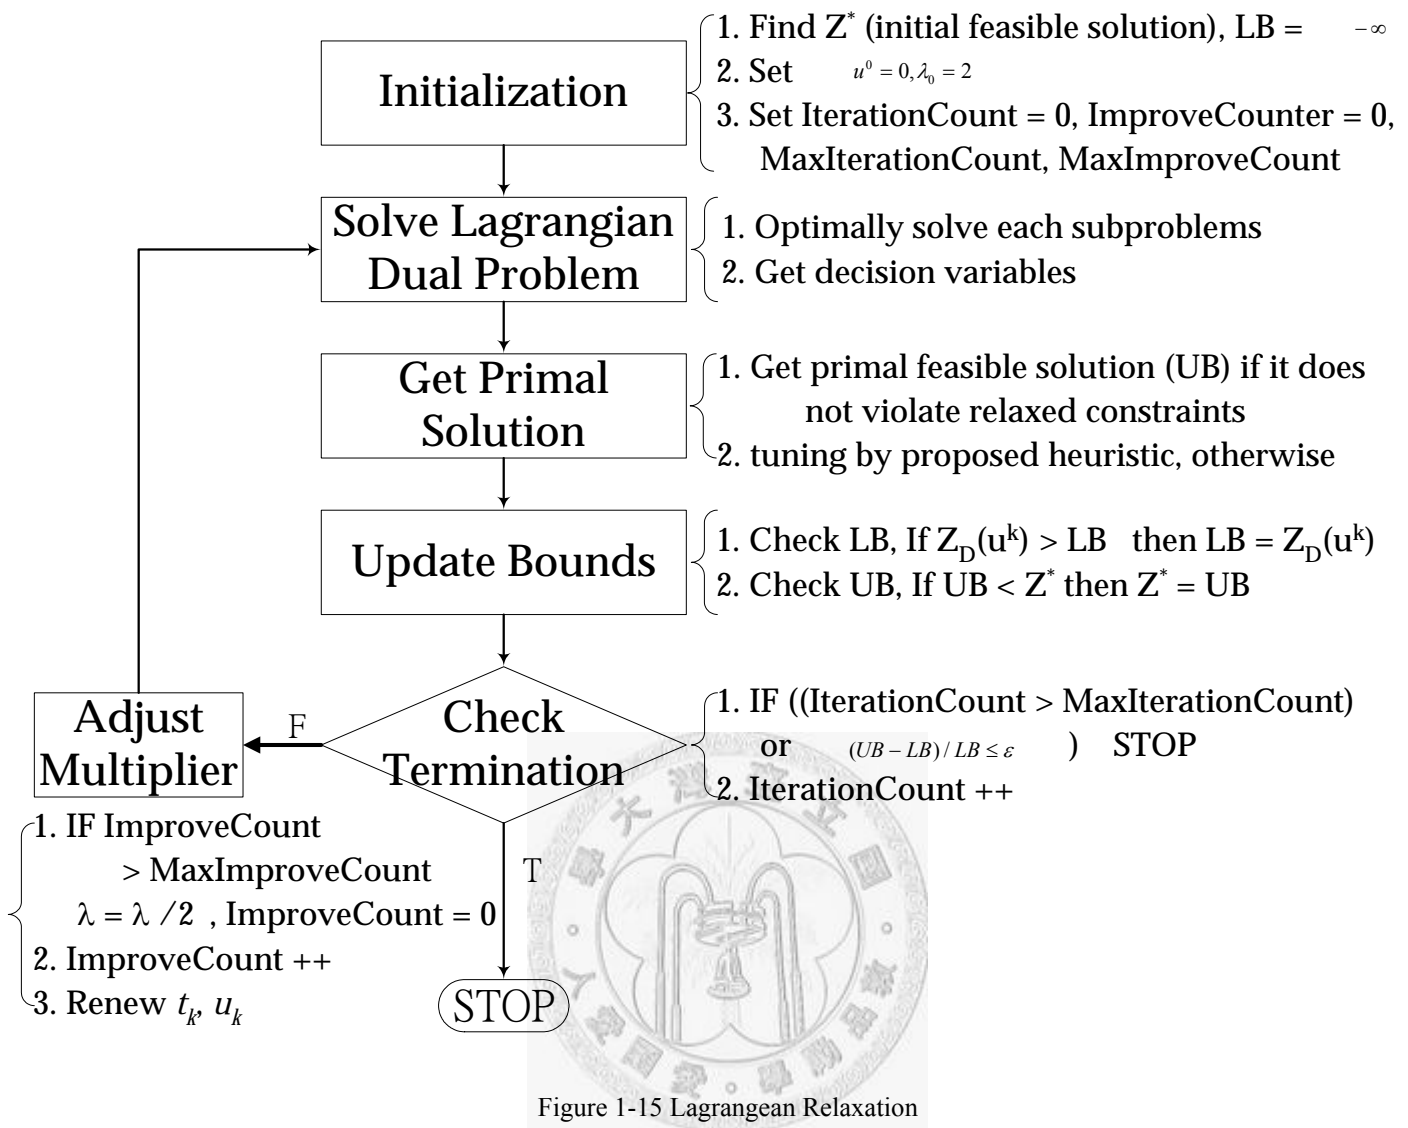 Initialization
1. Find Z* (initial feasible solution), LB = −∞
2. Set u⁰ = 0, λ₀ = 2
3. Set IterationCount = 0, ImproveCounter = 0,
MaxIterationCount, MaxImproveCount
Solve Lagrangian
Dual Problem
1. Optimally solve each subproblems
2. Get decision variables
Get Primal
Solution
1. Get primal feasible solution (UB) if it does
not violate relaxed constraints
2. tuning by proposed heuristic, otherwise
Update Bounds
1. Check LB, If Z_D(u^k) > LB then LB = Z_D(u^k)
2. Check UB, If UB < Z* then Z* = UB
Check
Termination
1. IF ((IterationCount > MaxIterationCount)
or (UB − LB) / LB ≤ ε ) STOP
2. IterationCount ++
F
Adjust
Multiplier
1. IF ImproveCount
> MaxImproveCount
λ = λ /2 , ImproveCount = 0
2. ImproveCount ++
3. Renew t_k, u_k
T
STOP
Figure 1-15 Lagrangean Relaxation